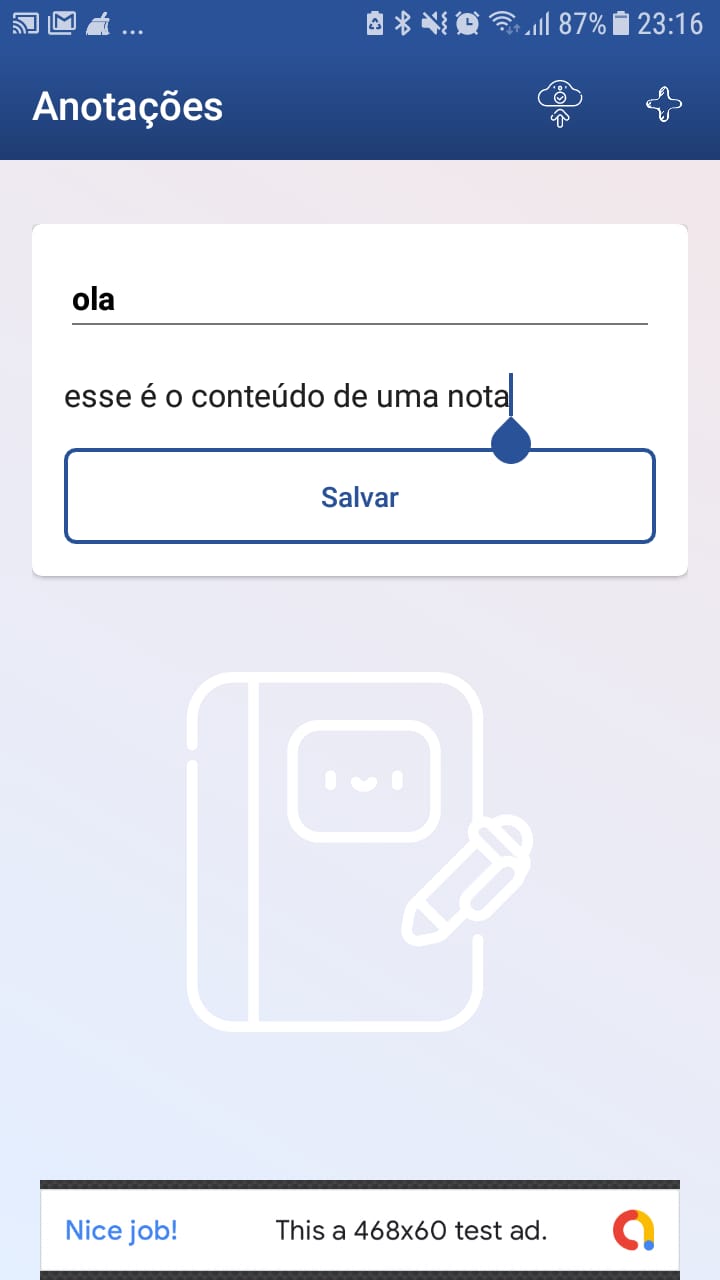 ... 87% 23:16
Anotações
ola
esse é o conteúdo de uma nota
Salvar
Nice job! This a 468x60 test ad.